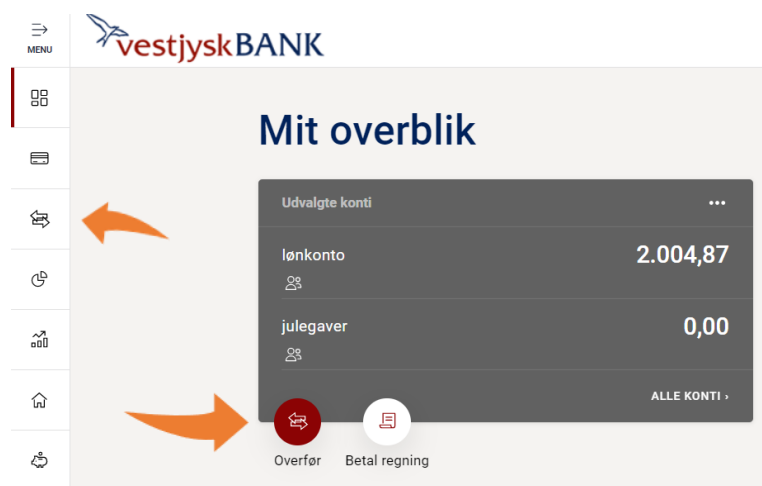 MENU
vestjyskBANK
Mit overblik
Udvalgte konti
lønkonto 2.004,87
julegaver 0,00
ALLE KONTI ›
Overfør Betal regning